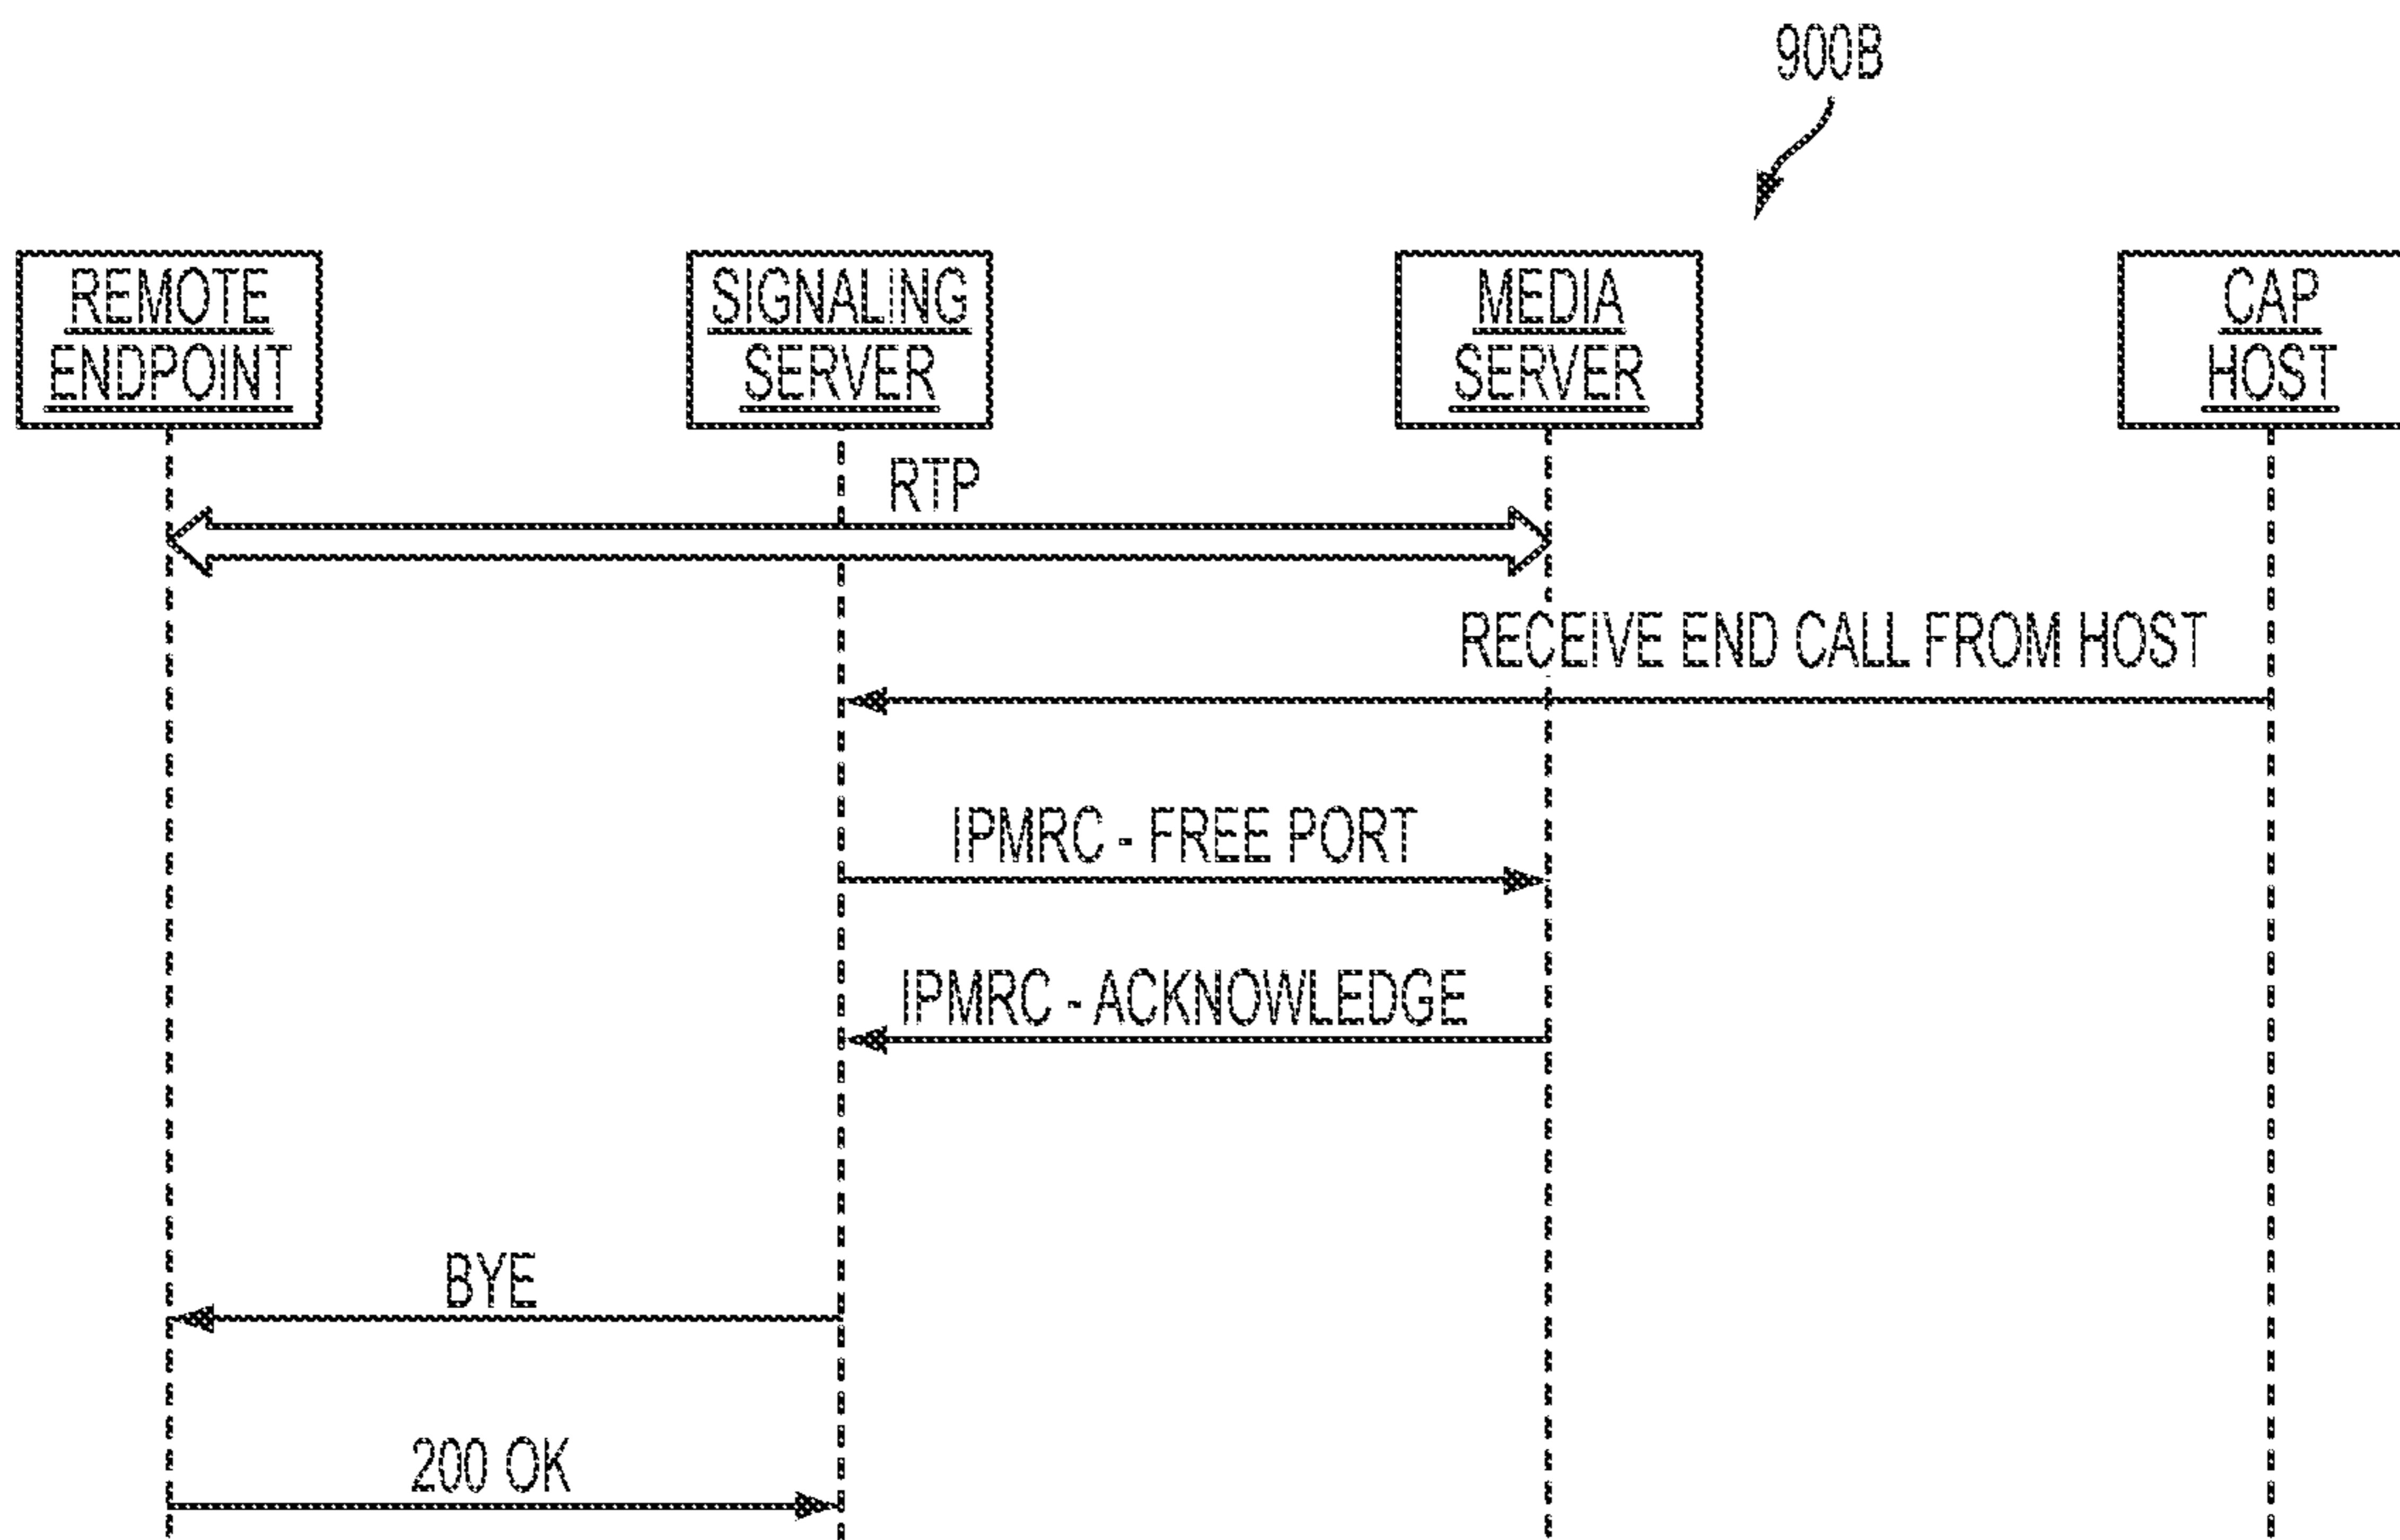 900B
REMOTE
ENDPOINT
SIGNALING
SERVER
MEDIA
SERVER
CAP
HOST
RTP
RECEIVE END CALL FROM HOST
IPMRC - FREE PORT
IPMRC - ACKNOWLEDGE
BYE
200 OK